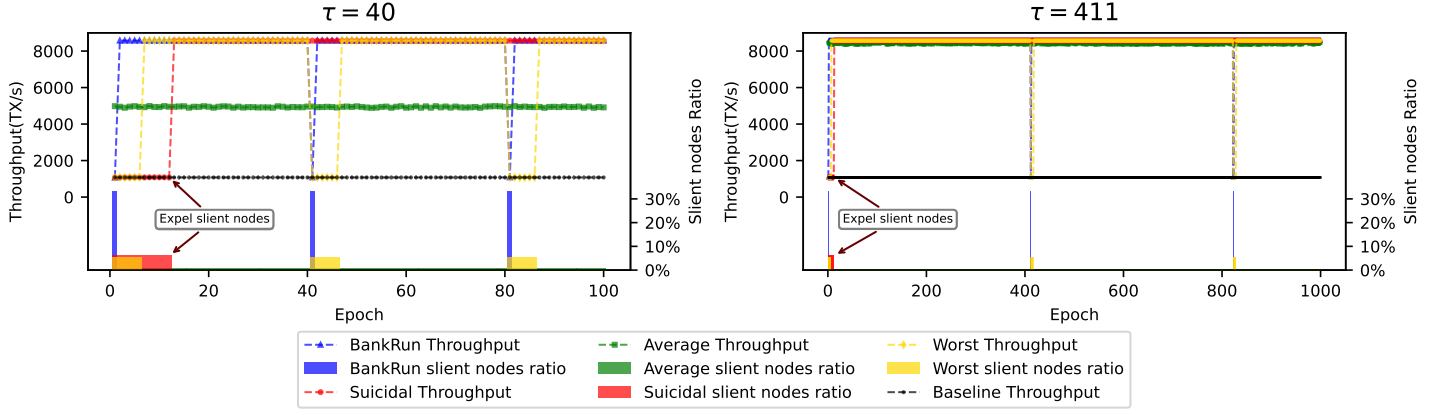 τ = 40
8000
6000
4000
2000
0
Throughput(TX/s)
30%
20%
10%
0%
Slient nodes Ratio
Expel slient nodes
0
20
40
60
80
100
Epoch
τ = 411
8000
6000
4000
2000
0
Throughput(TX/s)
30%
20%
10%
0%
Slient nodes Ratio
Expel slient nodes
0
200
400
600
800
1000
Epoch
BankRun Throughput
BankRun slient nodes ratio
Suicidal Throughput
Average Throughput
Average slient nodes ratio
Suicidal slient nodes ratio
Worst Throughput
Worst slient nodes ratio
Baseline Throughput